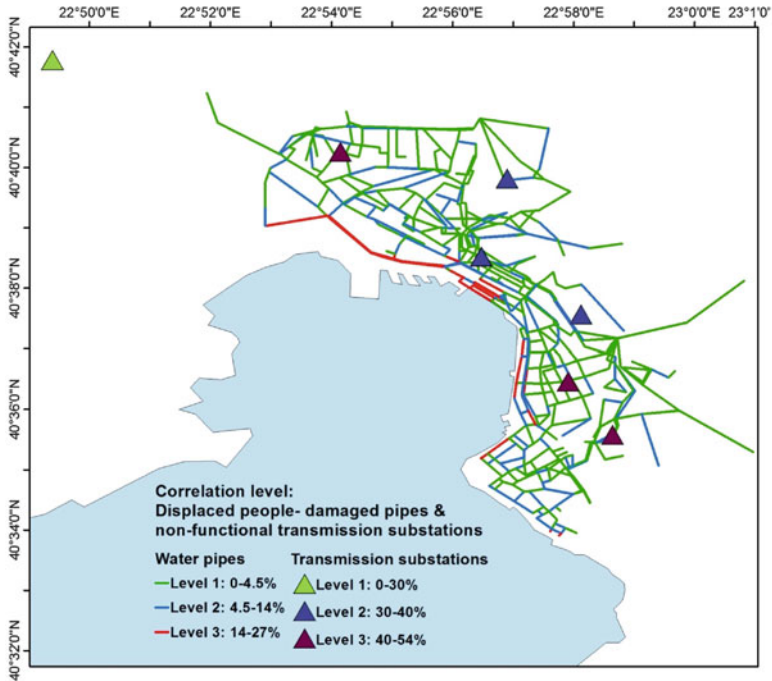 22°50'0"E 22°52'0"E 22°54'0"E 22°56'0"E 22°58'0"E 23°0'0"E 23°1'0"
40°42'0"N
40°40'0"N
40°38'0"N
40°36'0"N
40°34'0"N
40°32'0"N
Correlation level:
Displaced people- damaged pipes &
non-functional transmission substations
Water pipes Transmission substations
Level 1: 0-4.5% Level 1: 0-30%
Level 2: 4.5-14% Level 2: 30-40%
Level 3: 14-27% Level 3: 40-54%